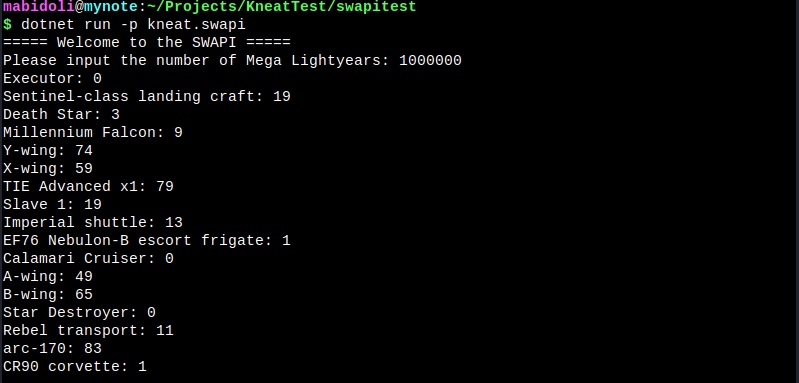 mabidoli@mynote:~/Projects/KneatTest/swapitest
$ dotnet run -p kneat.swapi
===== Welcome to the SWAPI =====
Please input the number of Mega Lightyears: 1000000
Executor: 0
Sentinel-class landing craft: 19
Death Star: 3
Millennium Falcon: 9
Y-wing: 74
X-wing: 59
TIE Advanced x1: 79
Slave 1: 19
Imperial shuttle: 13
EF76 Nebulon-B escort frigate: 1
Calamari Cruiser: 0
A-wing: 49
B-wing: 65
Star Destroyer: 0
Rebel transport: 11
arc-170: 83
CR90 corvette: 1